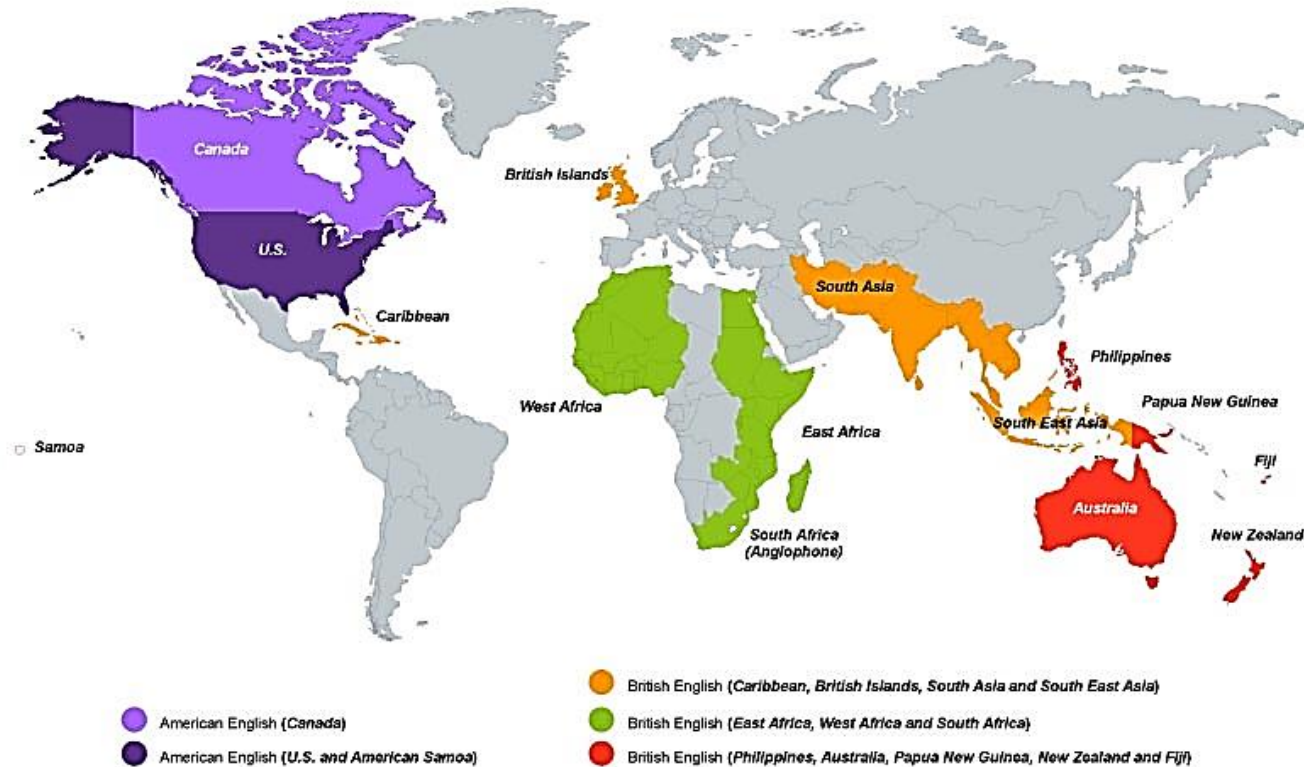 Canada
British Islands
U.S.
South Asia
Caribbean
Philippines
West Africa
Papua New Guinea
South East Asia
East Africa
Samoa
Fiji
Australia
South Africa
(Anglophone)
New Zealand
British English (Caribbean, British Islands, South Asia and South East Asia)
American English (Canada)
British English (East Africa, West Africa and South Africa)
American English (U.S. and American Samoa)
British English (Philippines, Australia, Papua New Guinea, New Zealand and Fiji)